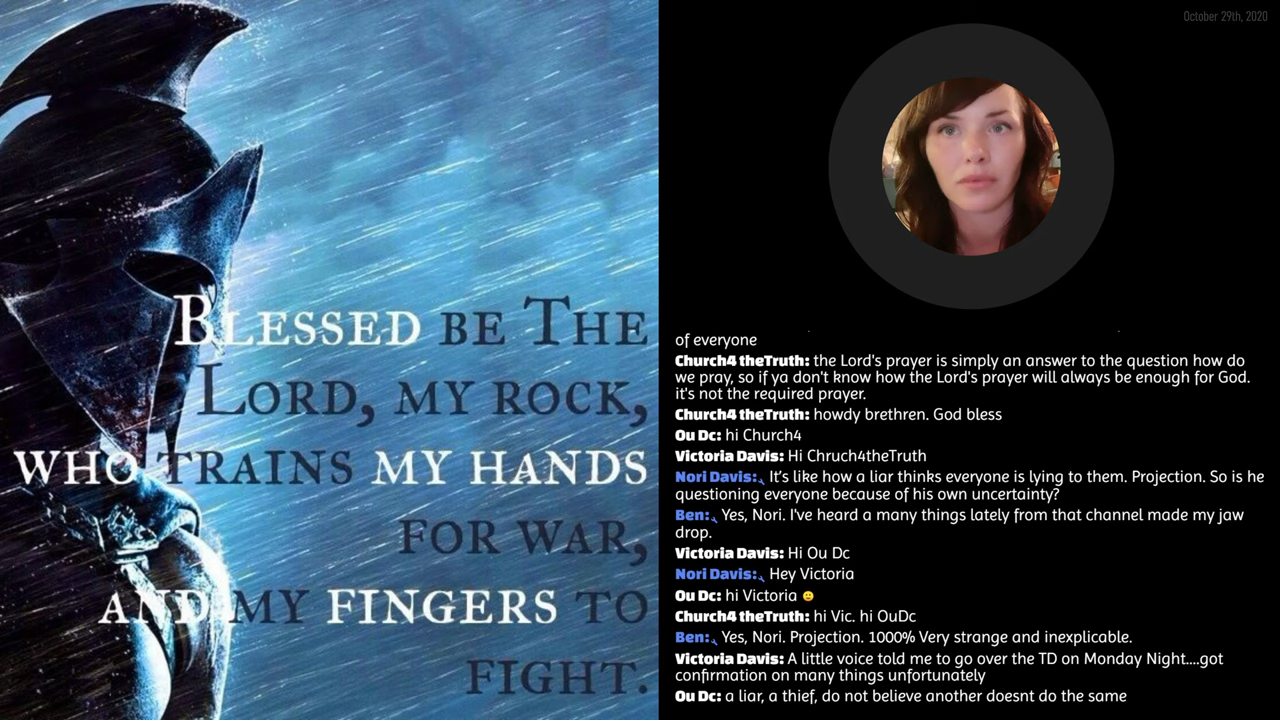 BLESSED BE THE
LORD, MY ROCK,
WHO TRAINS MY HANDS
FOR WAR,
AND MY FINGERS TO
FIGHT.
October 29th, 2020
of everyone
Church4 theTruth: the Lord's prayer is simply an answer to the question how do
we pray, so if ya don't know how the Lord's prayer will always be enough for God.
it's not the required prayer.
Church4 theTruth: howdy brethren. God bless
Ou Dc: hi Church4
Victoria Davis: Hi Chruch4theTruth
Nori Davis: It's like how a liar thinks everyone is lying to them. Projection. So is he
questioning everyone because of his own uncertainty?
Ben: Yes, Nori. I've heard a many things lately from that channel made my jaw
drop.
Victoria Davis: Hi Ou Dc
Nori Davis: Hey Victoria
Ou Dc: hi Victoria 🙂
Church4 theTruth: hi Vic. hi OuDc
Ben: Yes, Nori. Projection. 1000% Very strange and inexplicable.
Victoria Davis: A little voice told me to go over the TD on Monday Night....got
confirmation on many things unfortunately
Ou Dc: a liar, a thief, do not believe another doesnt do the same